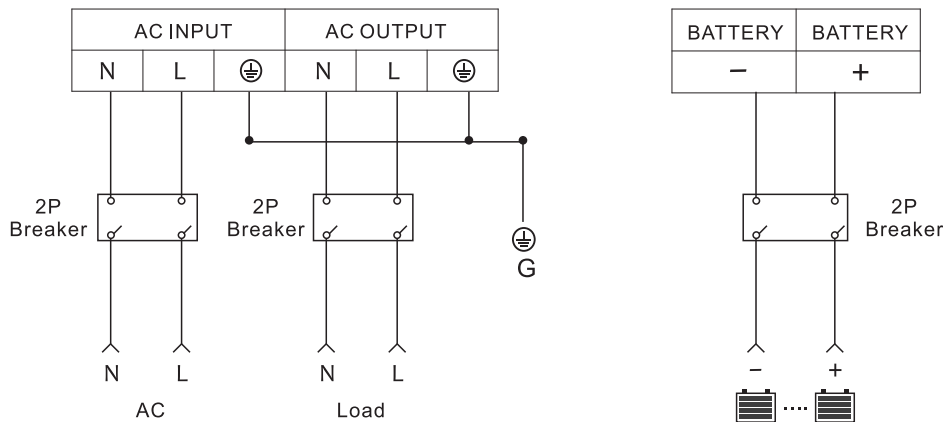 AC INPUT AC OUTPUT
N L N L
BATTERY BATTERY
− +
2P
Breaker
2P
Breaker
G
2P
Breaker
N L
AC
N L
Load
− +